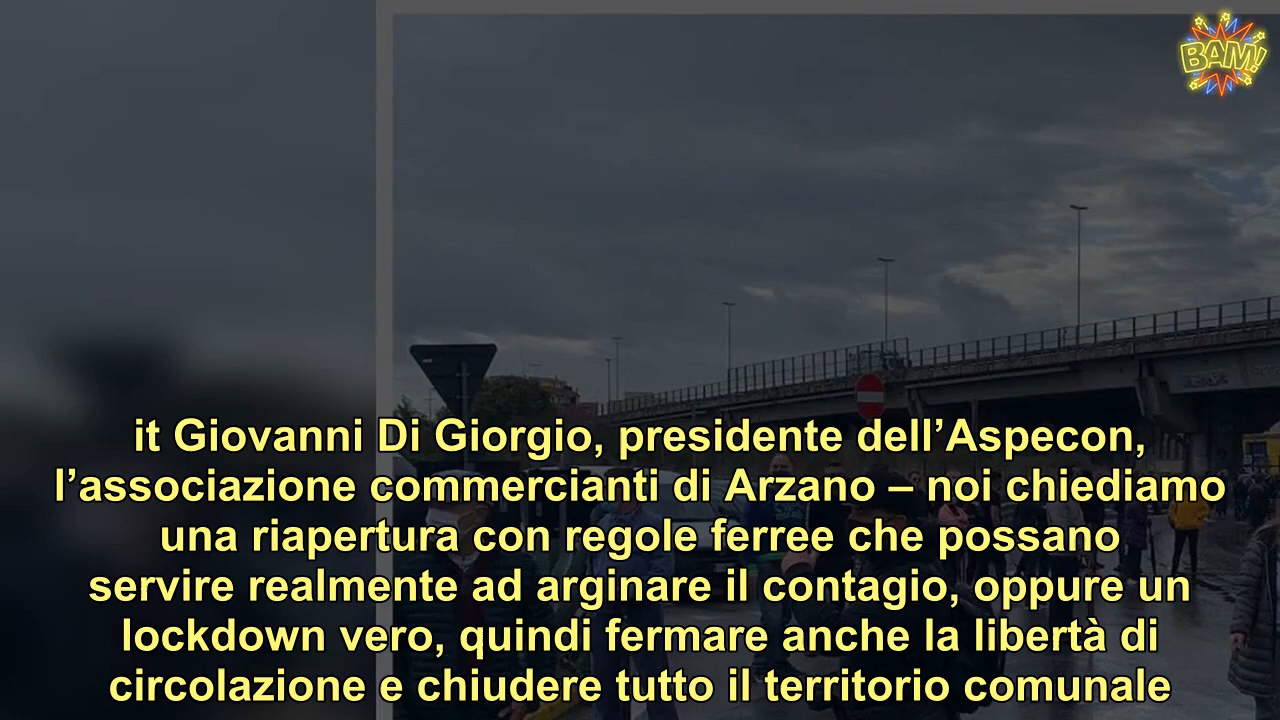 BAM!
it Giovanni Di Giorgio, presidente dell’Aspecon,
l’associazione commercianti di Arzano – noi chiediamo
una riapertura con regole ferree che possano
servire realmente ad arginare il contagio, oppure un
lockdown vero, quindi fermare anche la libertà di
circolazione e chiudere tutto il territorio comunale